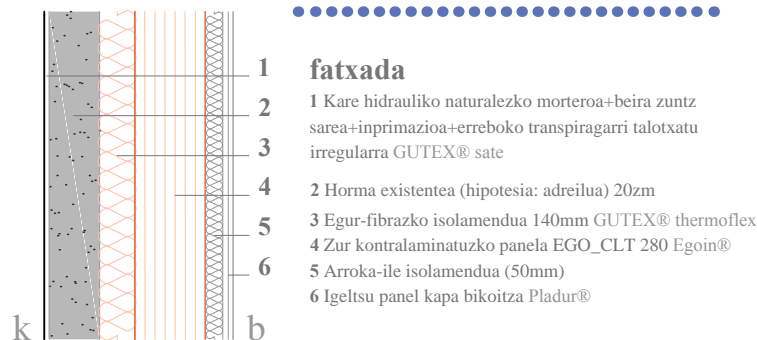 fatxada
1 Kare hidrauliko naturalezko morteroa+beira zuntz
sarea+inprimazioa+erreboko transpiragarri talotxatu
irregularra GUTEX® sate
2 Horma existentea (hipotesia: adreilua) 20zm
3 Egur-fibrazko isolamendua 140mm GUTEX® thermoflex
4 Zur kontralaminatuzko panela EGO_CLT 280 Egoin®
5 Arroka-ile isolamendua (50mm)
6 Igeltsu panel kapa bikoitza Pladur®
1
2
3
4
5
6
k b